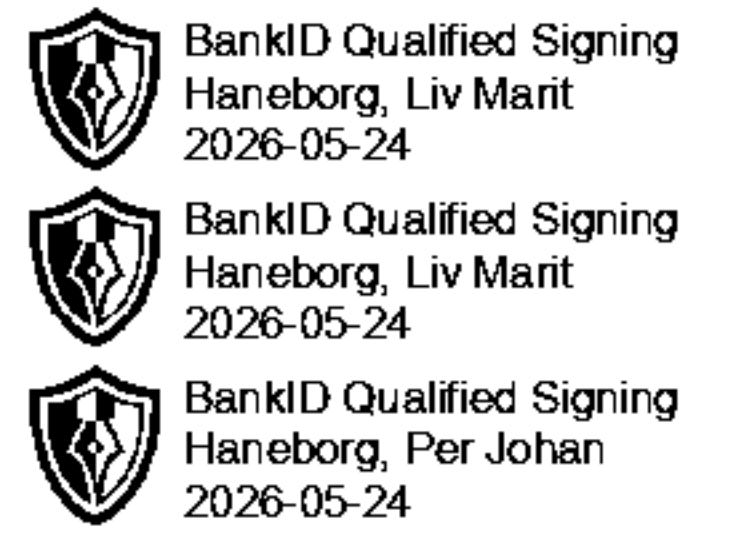 BankID Qualified Signing
Haneborg, Liv Marit
2026-05-24
BankID Qualified Signing
Haneborg, Liv Marit
2026-05-24
BankID Qualified Signing
Haneborg, Per Johan
2026-05-24